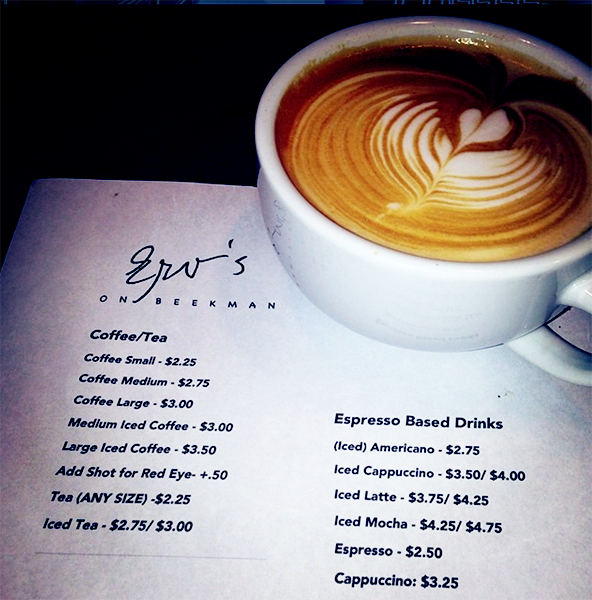 Erv's
ON BEEKMAN
Coffee/Tea
Coffee Small - $2.25
Coffee Medium - $2.75
Coffee Large - $3.00
Medium Iced Coffee - $3.00
Large Iced Coffee - $3.50
Add Shot for Red Eye- +.50
Tea (ANY SIZE) -$2.25
Iced Tea - $2.75/ $3.00
Espresso Based Drinks
(Iced) Americano - $2.75
Iced Cappuccino - $3.50/ $4.00
Iced Latte - $3.75/ $4.25
Iced Mocha - $4.25/ $4.75
Espresso - $2.50
Cappuccino: $3.25